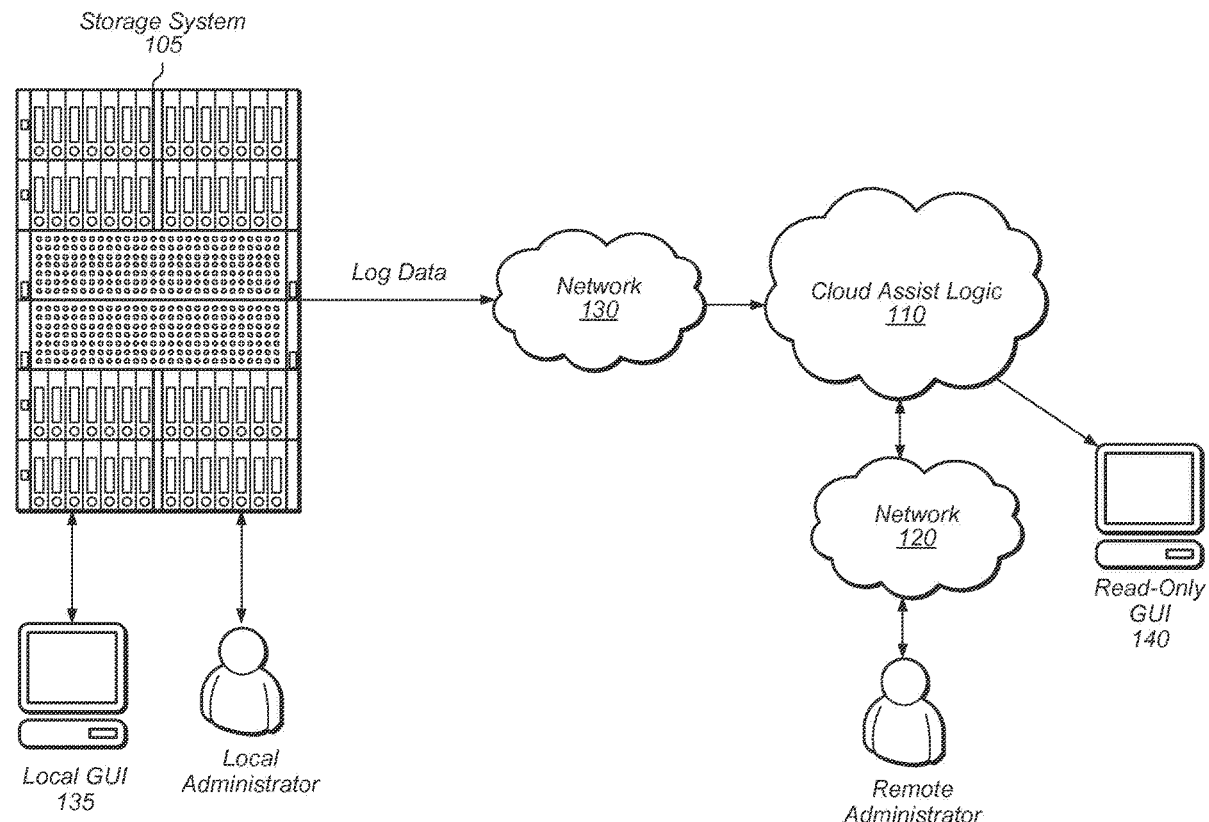 Storage System
105
Log Data
Network
130
Cloud Assist Logic
110
Network
120
Read-Only
GUI
140
Local GUI
135
Local
Administrator
Remote
Administrator